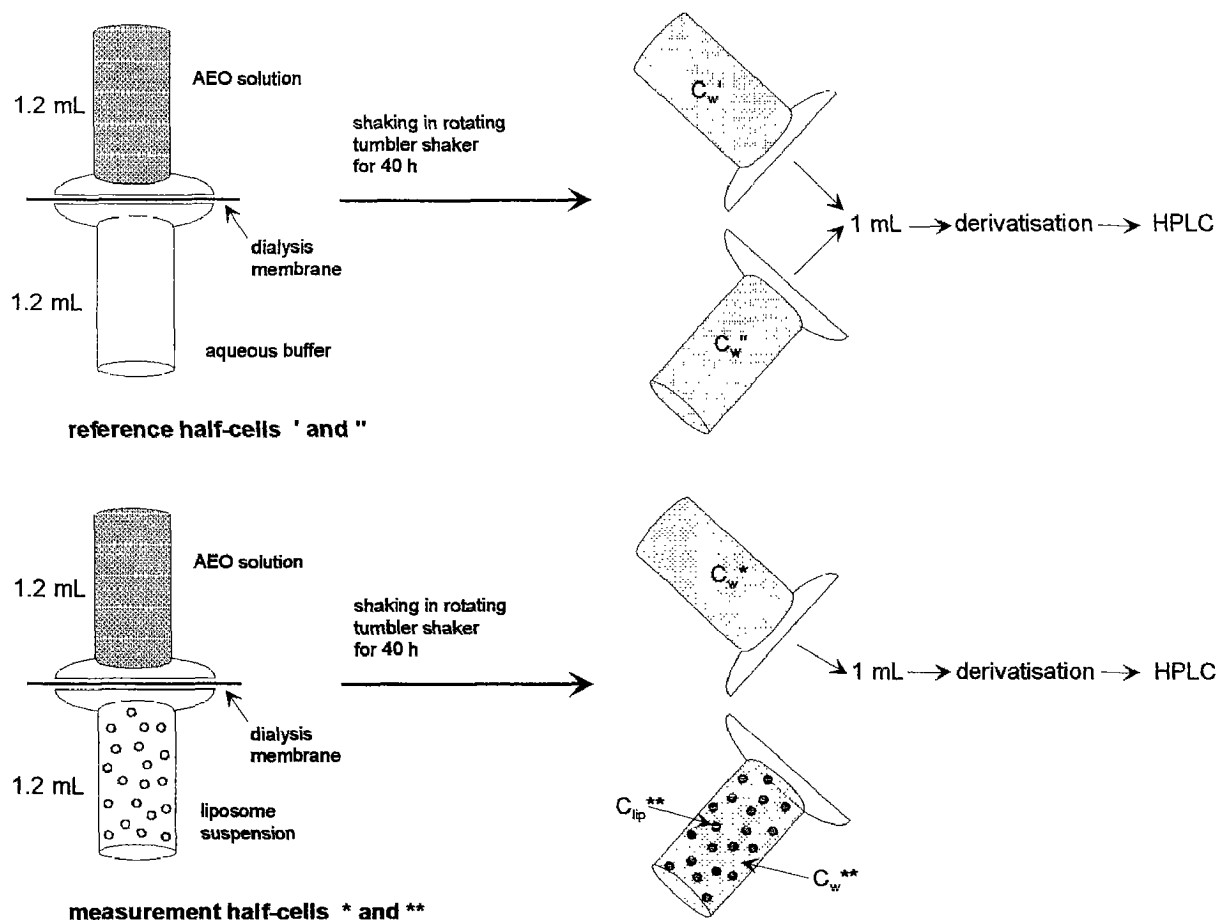 AEO solution
1.2 mL
shaking in rotating
tumbler shaker
for 40 h
dialysis
membrane
1.2 mL
aqueous buffer
C_w'
1 mL → derivatisation → HPLC
C_w"
reference half-cells ' and "
AEO solution
1.2 mL
shaking in rotating
tumbler shaker
for 40 h
dialysis
membrane
1.2 mL
liposome
suspension
C_w*
1 mL → derivatisation → HPLC
C_lip**
C_w**
measurement half-cells * and **